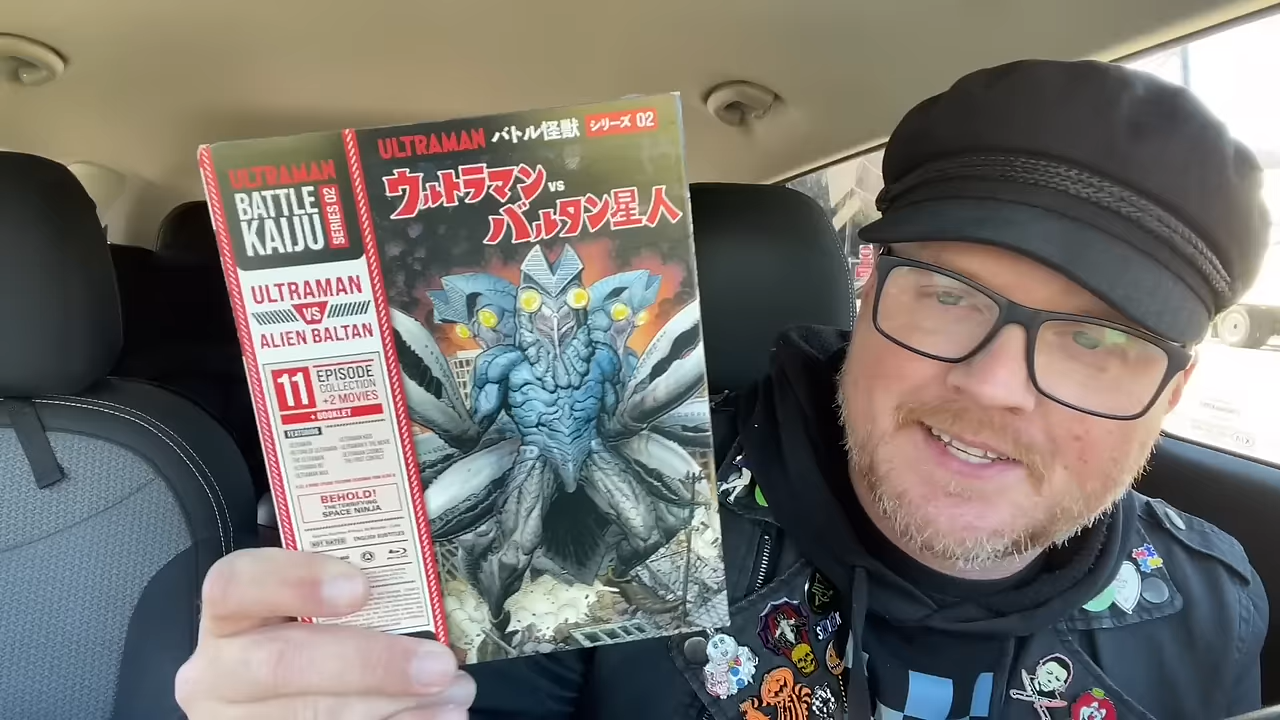 ULTRAMAN
BATTLE
KAIJU
SERIES 02
ULTRAMAN
VS
ALIEN BALTAN
11 EPISODE
COLLECTION
+2 MOVIES
+ BOOKLET
FEATURING
BEHOLD!
THE TERRIFYING
SPACE NINJA
NOT RATED
ENGLISH SUBTITLES
ULTRAMAN バトル怪獣 シリーズ 02
ウルトラマン vs
バルタン星人